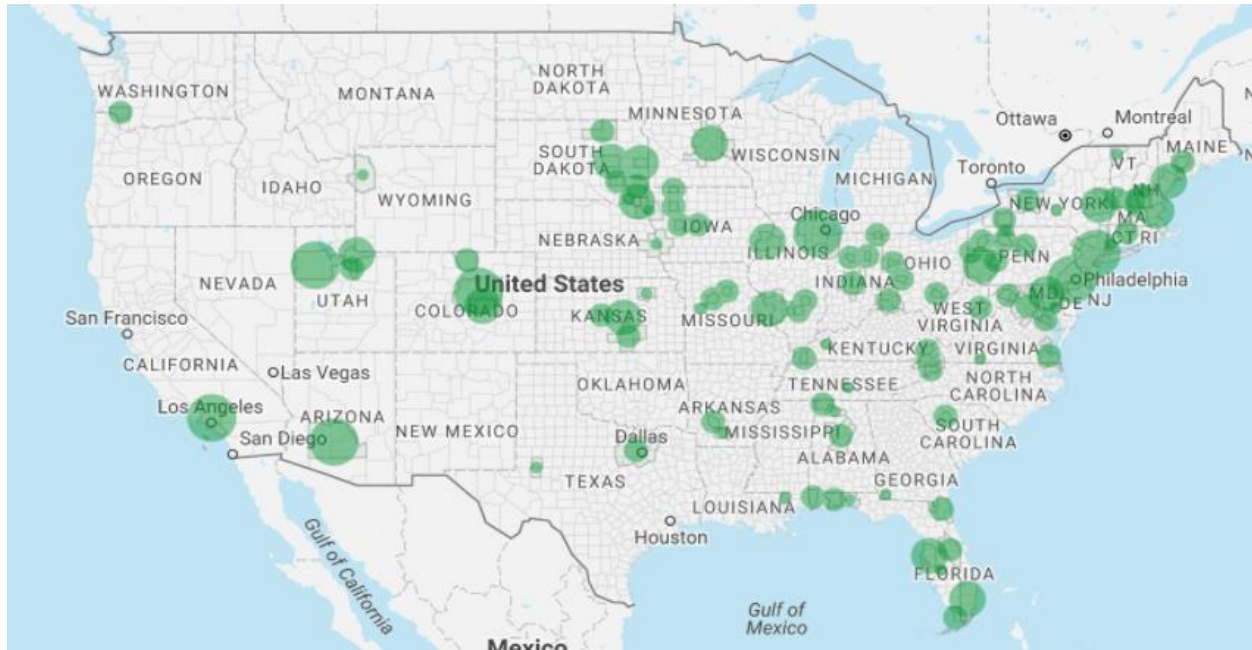 NORTH
DAKOTA
WASHINGTON
MONTANA
MINNESOTA
Ottawa
Montreal
MAINE
VT
SOUTH
DAKOTA
WISCONSIN
Toronto
OREGON
IDAHO
WYOMING
MICHIGAN
NEW YORK
NH
MA
CT RI
Chicago
IOWA
NEBRASKA
ILLINOIS
INDIANA
OHIO
PENN
NEVADA
United States
UTAH
COLORADO
Philadelphia
MD
DE NJ
San Francisco
KANSAS
MISSOURI
WEST
VIRGINIA
CALIFORNIA
Las Vegas
KENTUCKY
VIRGINIA
OKLAHOMA
TENNESSEE
NORTH
CAROLINA
Los Angeles
ARIZONA
NEW MEXICO
ARKANSAS
MISSISSIPPI
SOUTH
CAROLINA
San Diego
Dallas
ALABAMA
TEXAS
GEORGIA
LOUISIANA
Houston
Gulf of California
FLORIDA
Gulf of
Mexico
Mexico